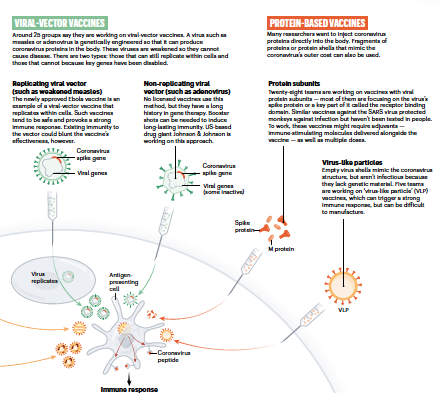 VIRAL-VECTOR VACCINES
Around 25 groups say they are working on viral-vector vaccines. A virus such as
measles or adenovirus is genetically engineered so that it can produce
coronavirus proteins in the body. These viruses are weakened so they cannot
cause disease. There are two types: those that can still replicate within cells and
those that cannot because key genes have been disabled.
Replicating viral vector
(such as weakened measles)
The newly approved Ebola vaccine is an
example of a viral-vector vaccine that
replicates within cells. Such vaccines
tend to be safe and provoke a strong
immune response. Existing immunity to
the vector could blunt the vaccine's
effectiveness, however.
Coronavirus
spike gene
Viral genes
Non-replicating viral
vector (such as adenovirus)
No licensed vaccines use this
method, but they have a long
history in gene therapy. Booster
shots can be needed to induce
long-lasting immunity. US-based
drug giant Johnson & Johnson is
working on this approach.
Coronavirus
spike gene
Viral genes
(some inactive)
PROTEIN-BASED VACCINES
Many researchers want to inject coronavirus
proteins directly into the body. Fragments of
proteins or protein shells that mimic the
coronavirus's outer coat can also be used.
Protein subunits
Twenty-eight teams are working on vaccines with viral
protein subunits — most of them are focusing on the virus's
spike protein or a key part of it called the receptor binding
domain. Similar vaccines against the SARS virus protected
monkeys against infection but haven't been tested in people.
To work, these vaccines might require adjuvants —
immune-stimulating molecules delivered alongside the
vaccine — as well as multiple doses.
Virus-like particles
Empty virus shells mimic the coronavirus
structure, but aren't infectious because
they lack genetic material. Five teams
are working on 'virus-like particle' (VLP)
vaccines, which can trigger a strong
immune response, but can be difficult
to manufacture.
Spike
protein
M protein
VLP
Virus
replicates
Antigen-
presenting
cell
Coronavirus
peptide
Immune response